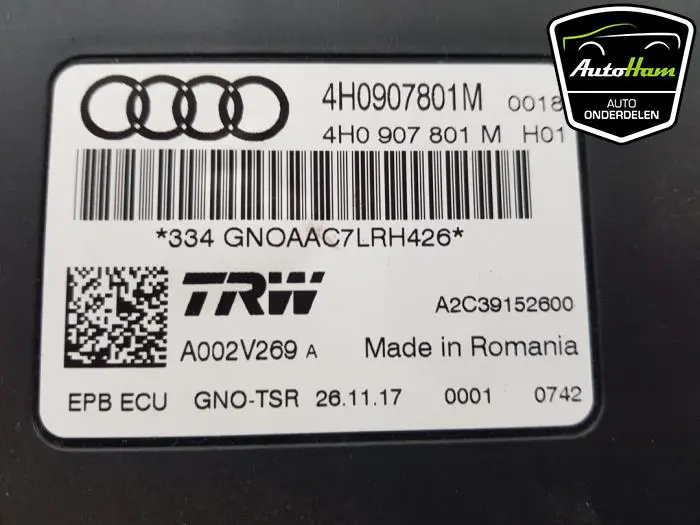 4H0907801M 0018
4H0 907 801 M H01
*334 GNOAAC7LRH426*
TRW
A2C39152600
A002V269 A
Made in Romania
EPB ECU GNO-TSR 26.11.17 0001 0742
AutoHam
AUTO
ONDERDELEN